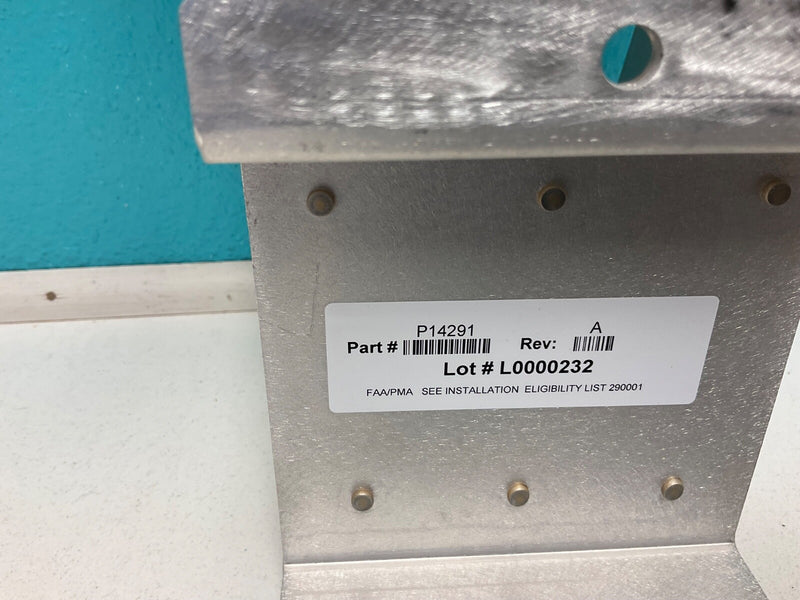 P14291 A
Part # Rev:
Lot # L0000232
FAA/PMA SEE INSTALLATION ELIGIBILITY LIST 290001